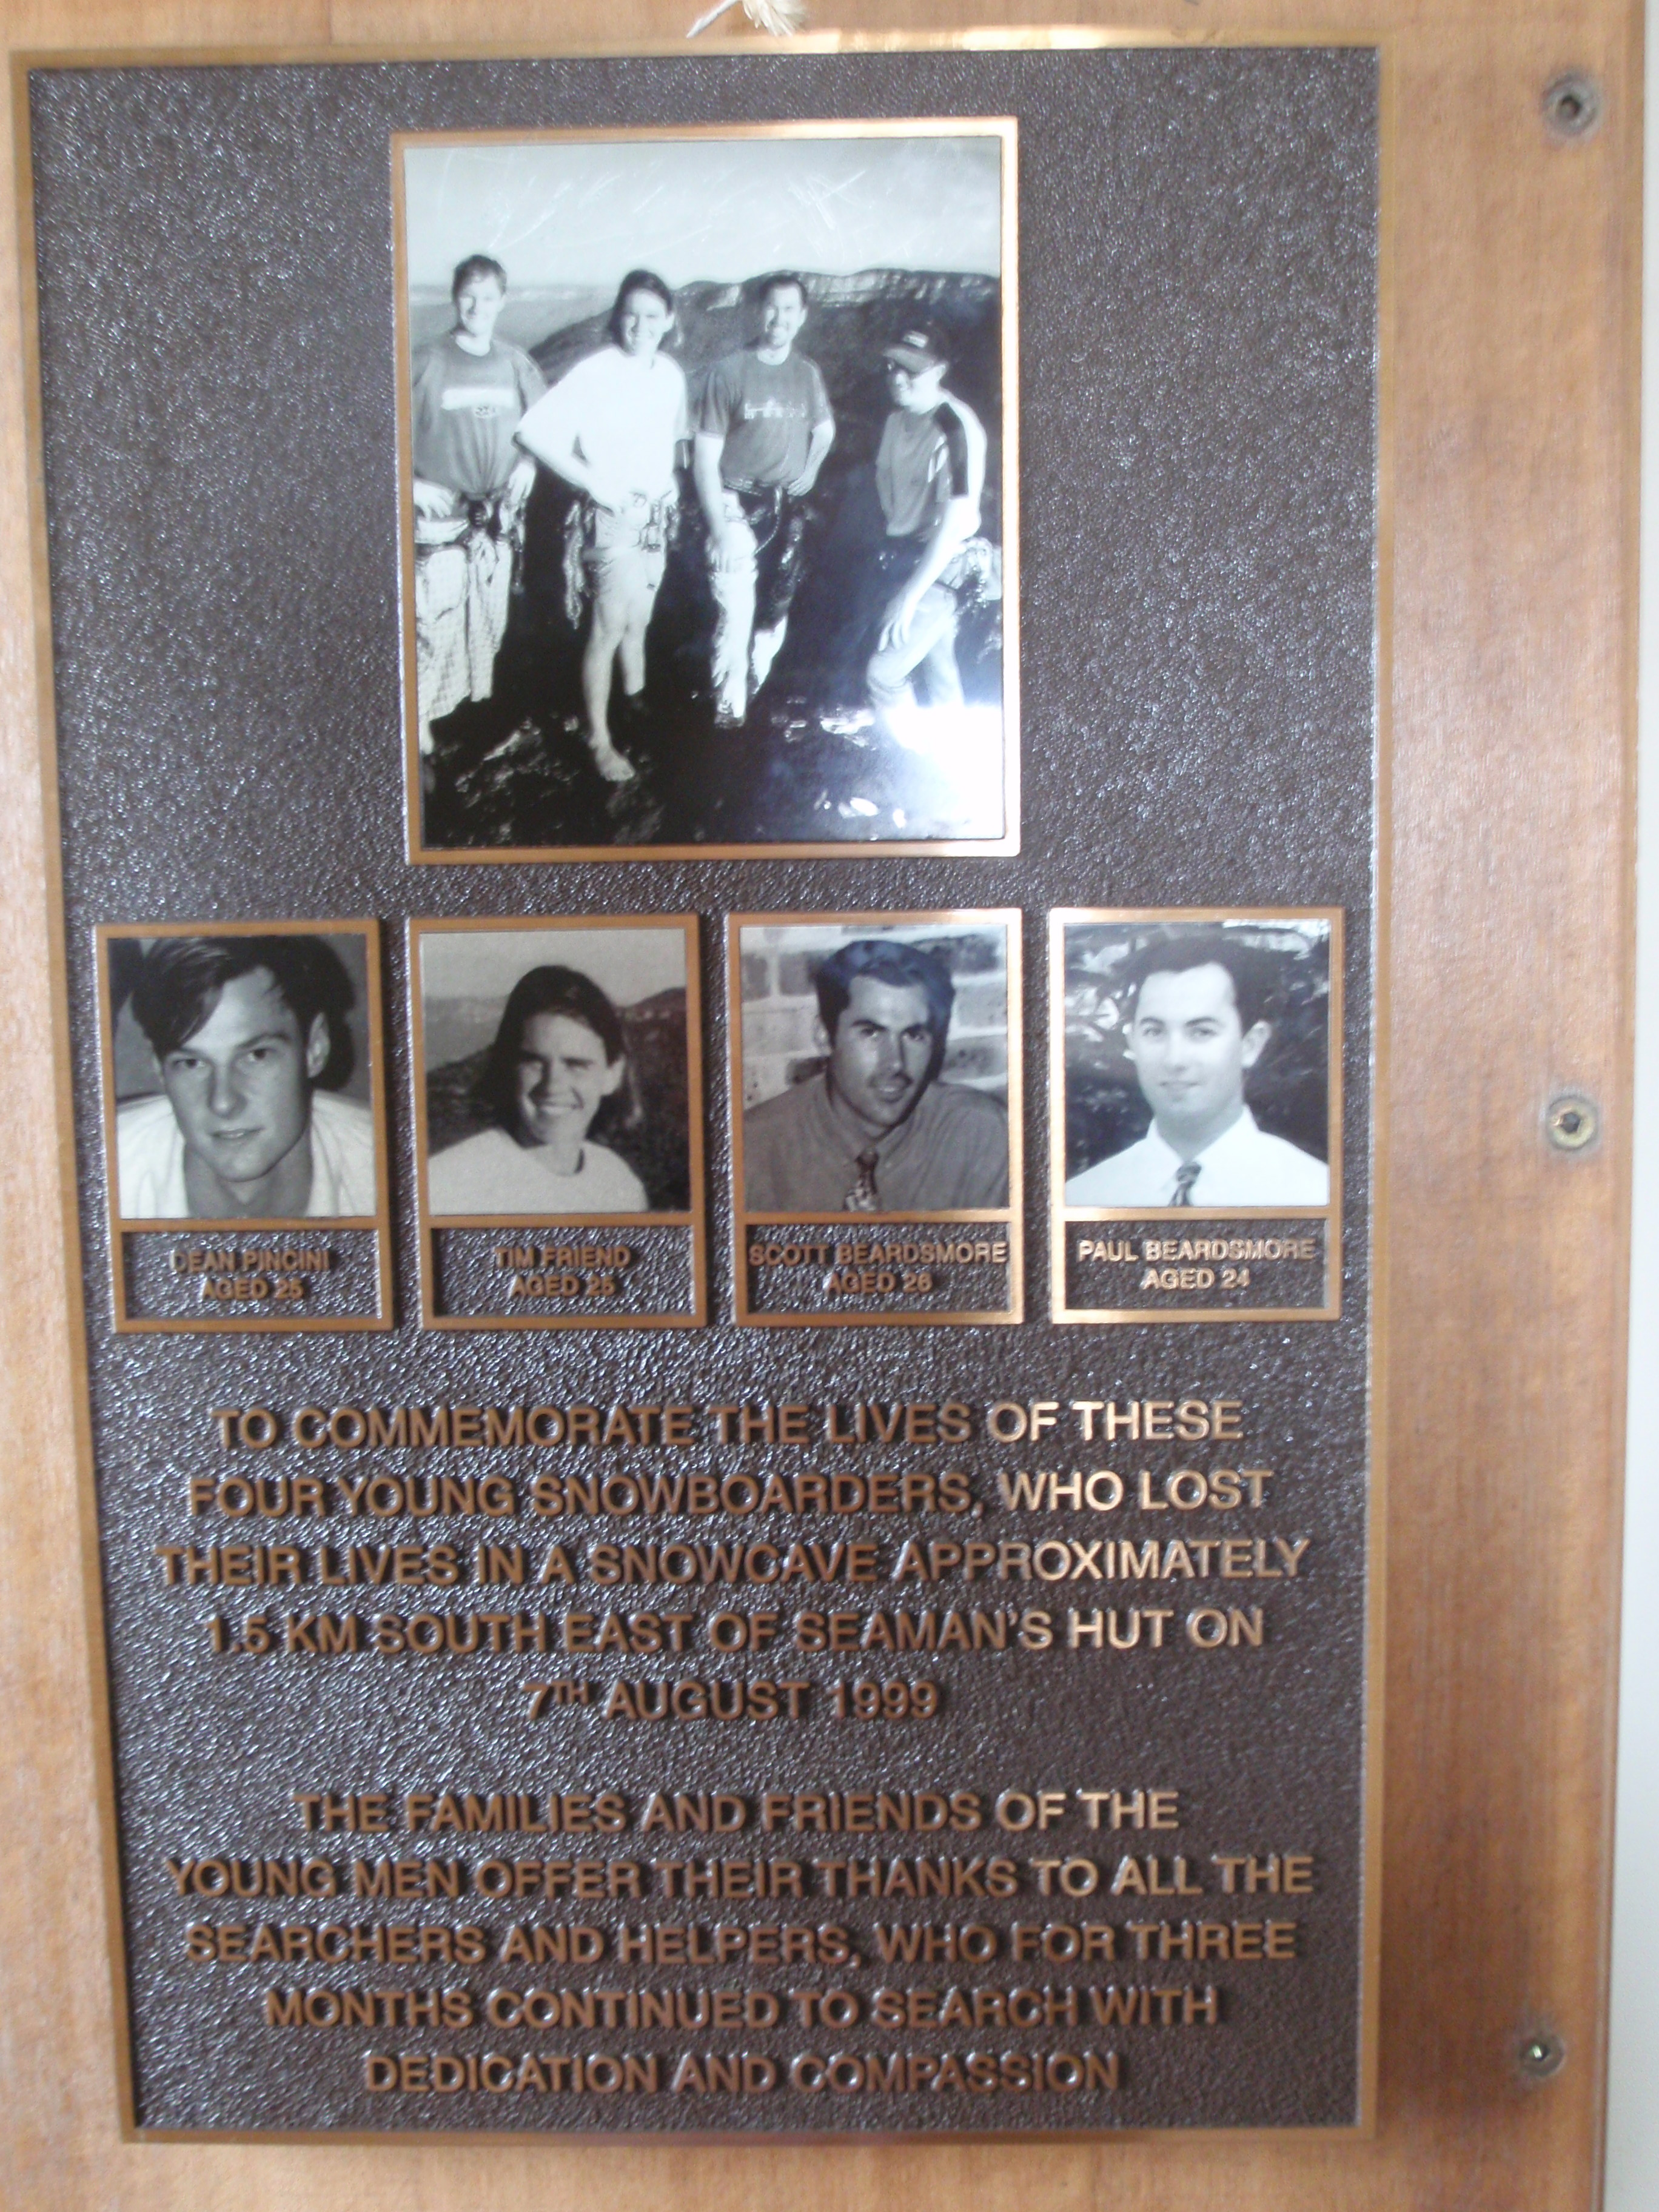 DEAN PINCINI
AGED 25
TIM FRIEND
AGED 25
SCOTT BEARDSMORE
AGED 26
PAUL BEARDSMORE
AGED 24
TO COMMEMORATE THE LIVES OF THESE
FOUR YOUNG SNOWBOARDERS, WHO LOST
THEIR LIVES IN A SNOWCAVE APPROXIMATELY
1.5 KM SOUTH EAST OF SEAMAN'S HUT ON
7TH AUGUST 1999
THE FAMILIES AND FRIENDS OF THE
YOUNG MEN OFFER THEIR THANKS TO ALL THE
SEARCHERS AND HELPERS, WHO FOR THREE
MONTHS CONTINUED TO SEARCH WITH
DEDICATION AND COMPASSION